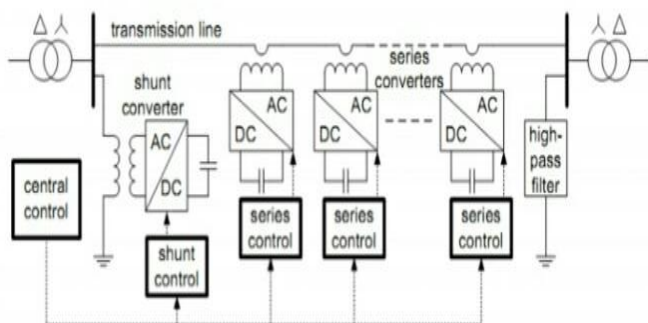 Δ Y
transmission line
Y Δ
series
converters
shunt
converter
AC
DC
AC
DC
AC
DC
AC
DC
high-
pass
filter
central
control
shunt
control
series
control
series
control
series
control